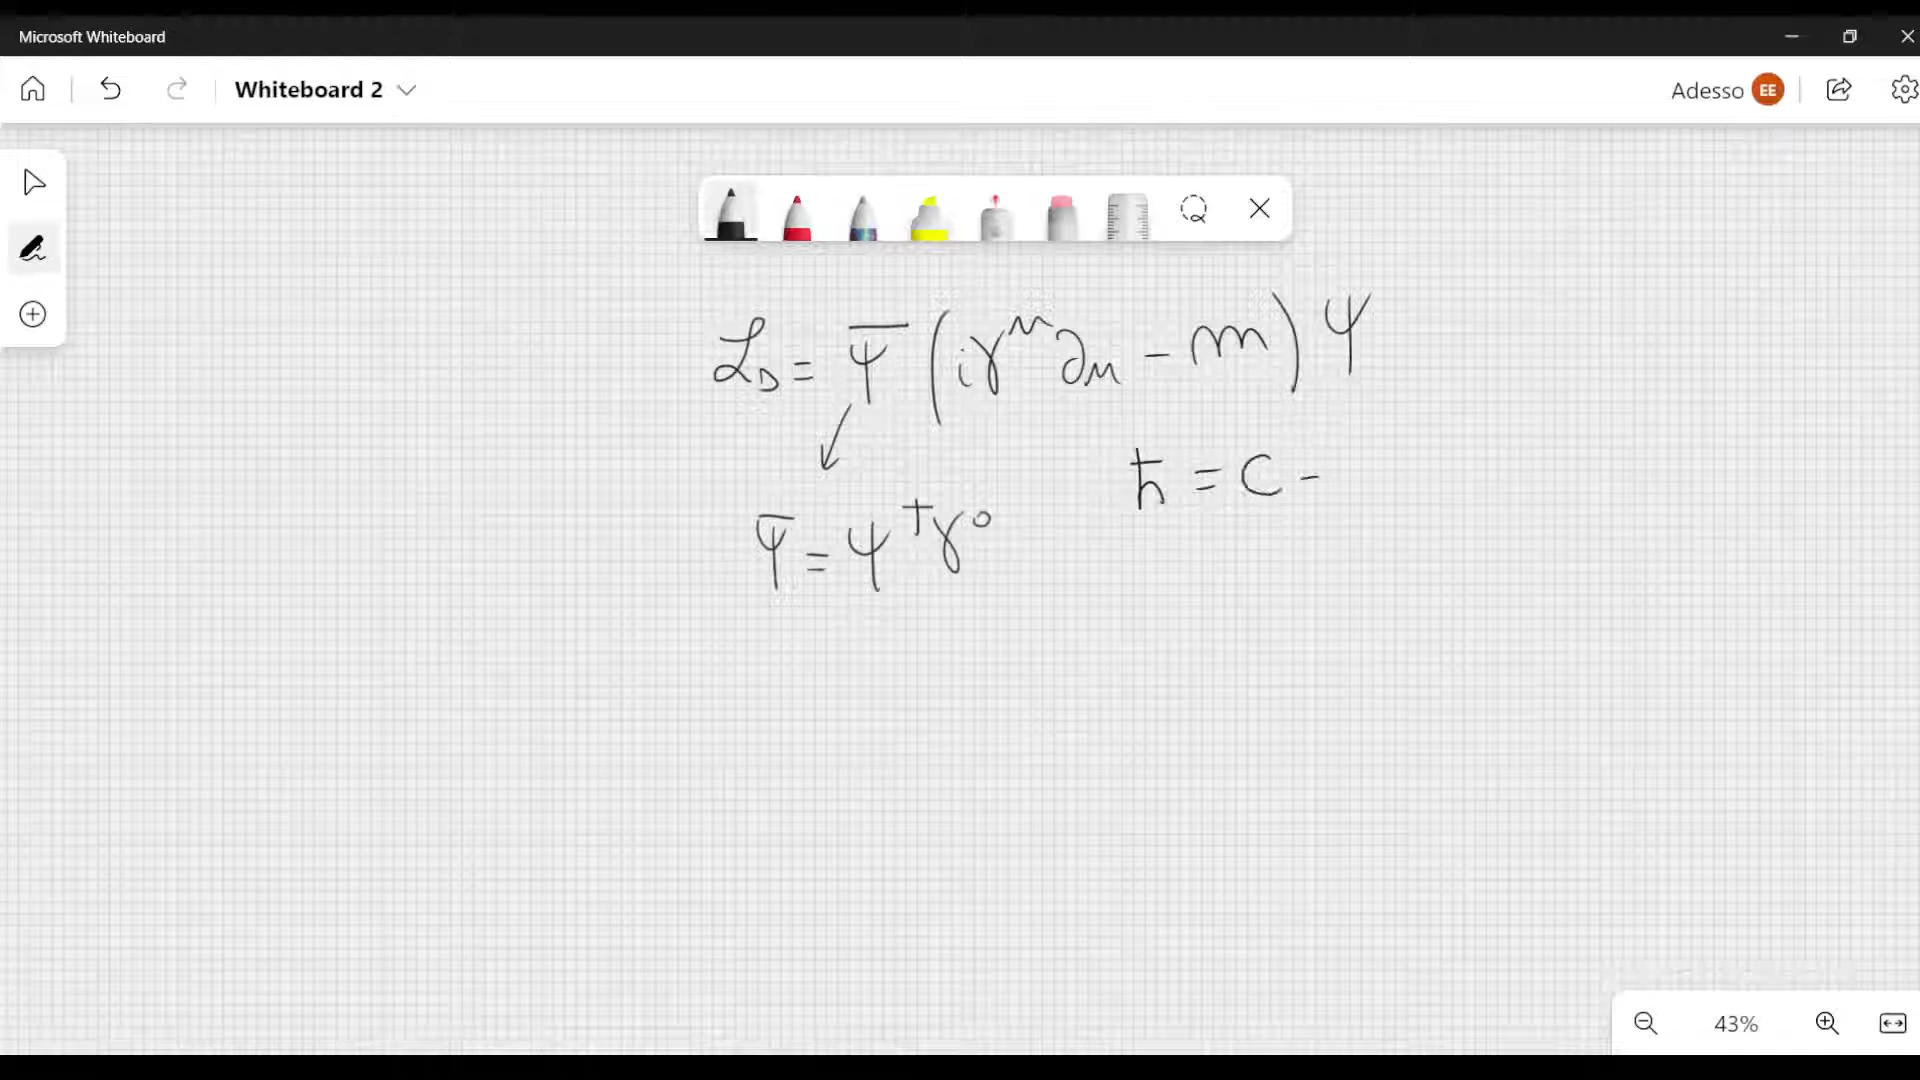 Microsoft Whiteboard
Whiteboard 2
Adesso EE
ℒ_D = ψ̄ (iγ^μ ∂_μ - m) ψ
ħ = c -
ψ̄ = ψ^†γ^0
43%